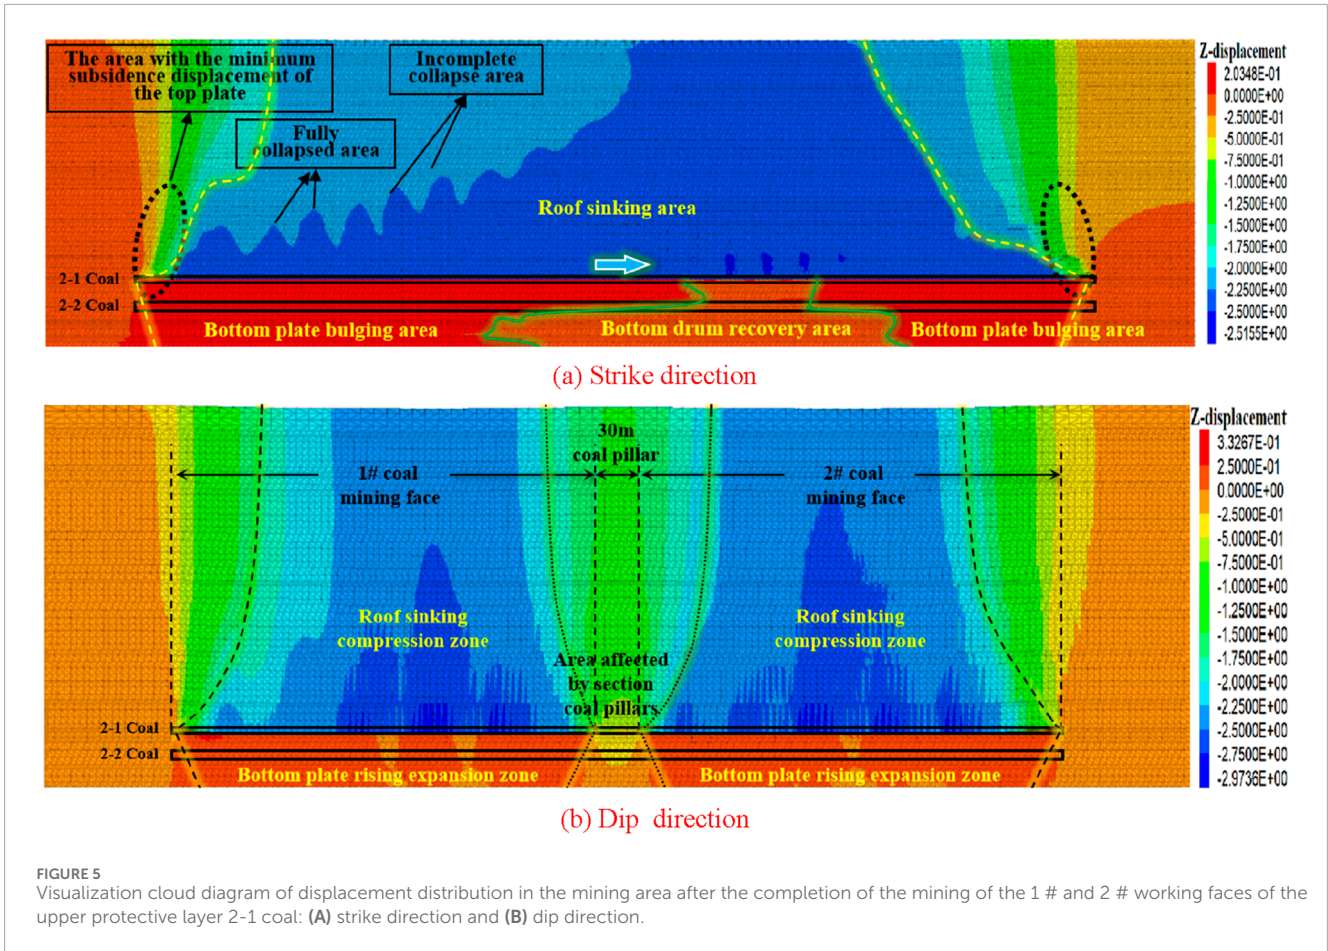 The area with the minimum
subsidence displacement of
the top plate
Incomplete
collapse area
Fully
collapsed area
Roof sinking area
2-1 Coal
2-2 Coal
Bottom plate bulging area
Bottom drum recovery area
Bottom plate bulging area
Z-displacement
2.0348E-01
0.0000E+00
-5.0000E-01
-7.5000E-01
-1.0000E+00
-1.5000E+00
-1.7500E+00
-2.0000E+00
-2.2500E+00
-2.5000E+00
-2.5155E+00
(a) Strike direction
30m
coal pillar
1# coal
mining face
2# coal
mining face
Roof sinking
compression zone
Roof sinking
compression zone
Area affected
by section
coal pillars
2-1 Coal
2-2 Coal
Bottom plate rising expansion zone
Bottom plate rising expansion zone
Z-displacement
3.3267E-01
2.5000E-01
0.0000E+00
-2.5000E-01
-5.0000E-01
-7.5000E-01
-1.0000E+00
-1.2500E+00
-1.5000E+00
-1.7500E+00
-2.0000E+00
-2.2500E+00
-2.5000E+00
-2.7500E+00
-2.9736E+00
(b) Dip direction
FIGURE 5
Visualization cloud diagram of displacement distribution in the mining area after the completion of the mining of the 1 # and 2 # working faces of the
upper protective layer 2-1 coal: (A) strike direction and (B) dip direction.